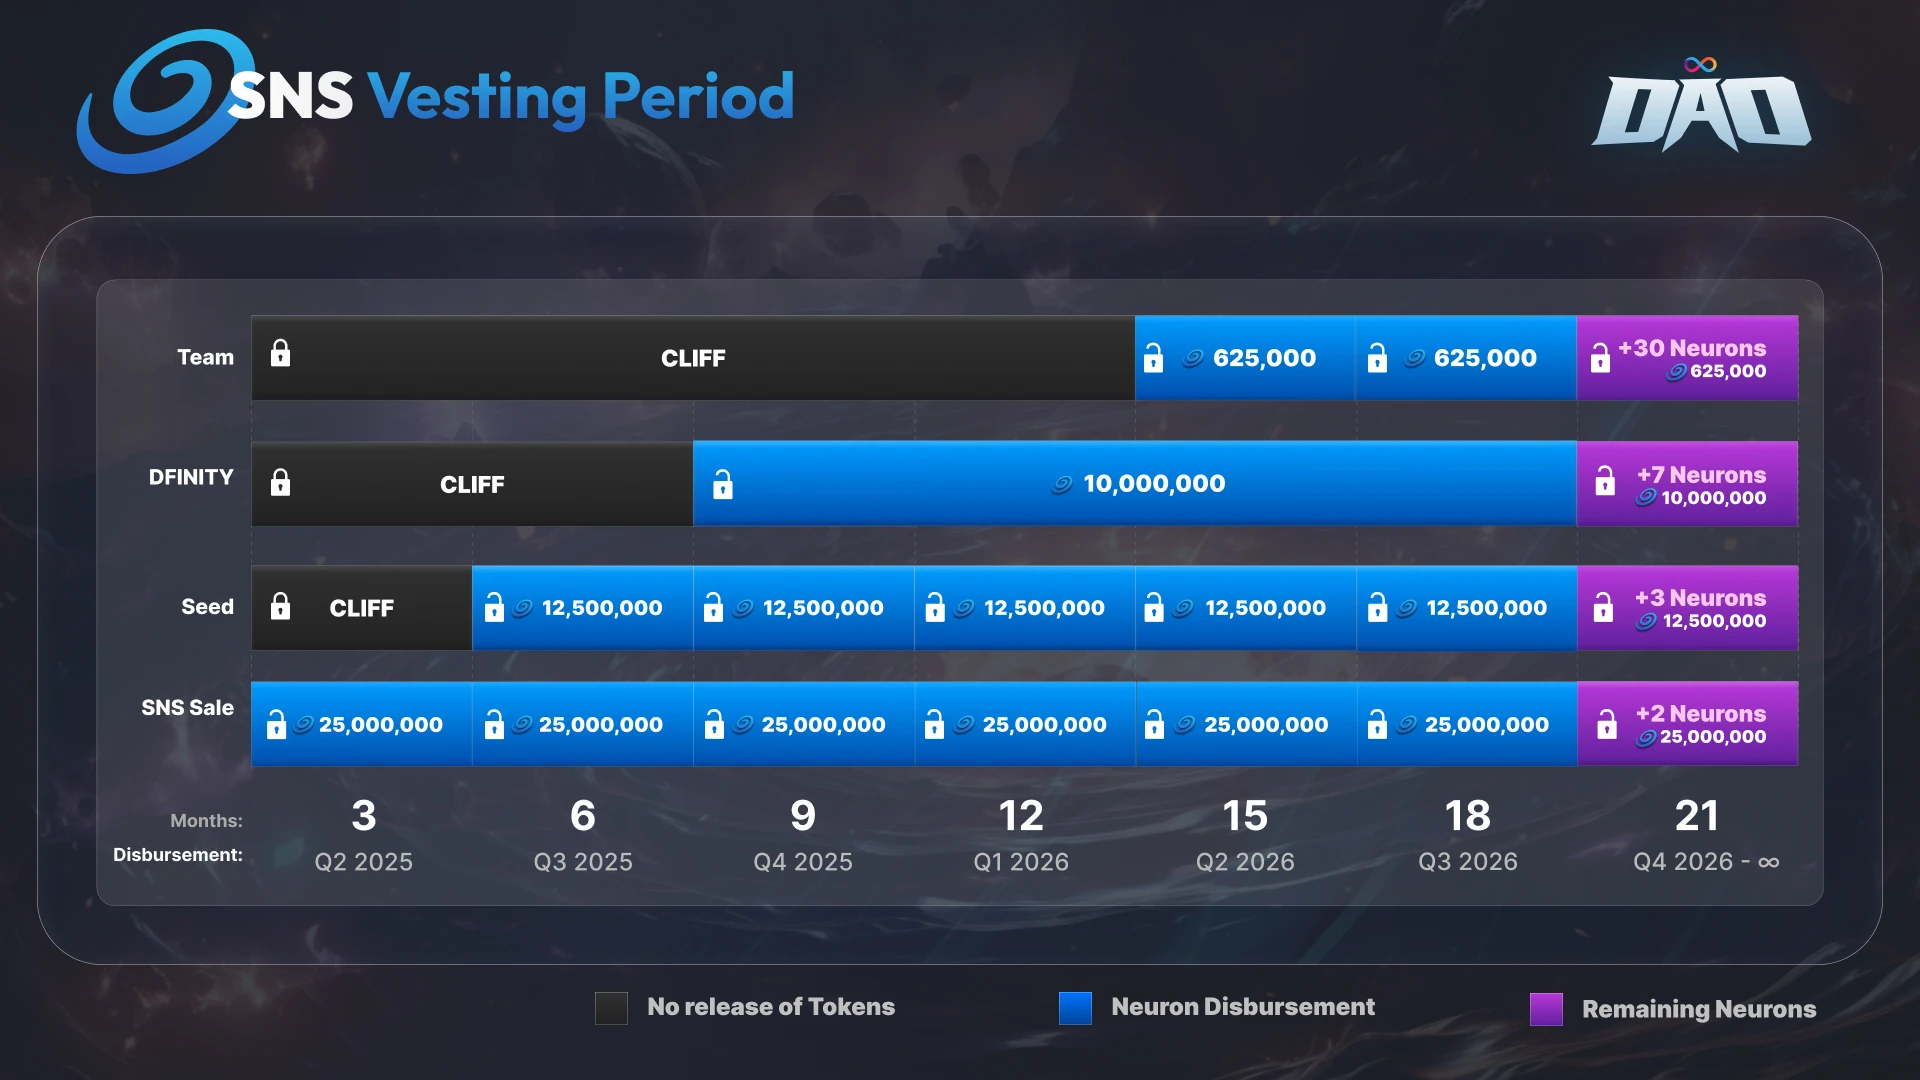 SNS Vesting Period
DAO
Team
CLIFF
625,000
625,000
+30 Neurons
625,000
DFINITY
CLIFF
10,000,000
+7 Neurons
10,000,000
Seed
CLIFF
12,500,000
12,500,000
12,500,000
12,500,000
12,500,000
+3 Neurons
12,500,000
SNS Sale
25,000,000
25,000,000
25,000,000
25,000,000
25,000,000
25,000,000
+2 Neurons
25,000,000
Months:
3
6
9
12
15
18
21
Disbursement:
Q2 2025
Q3 2025
Q4 2025
Q1 2026
Q2 2026
Q3 2026
Q4 2026 - ∞
No release of Tokens
Neuron Disbursement
Remaining Neurons